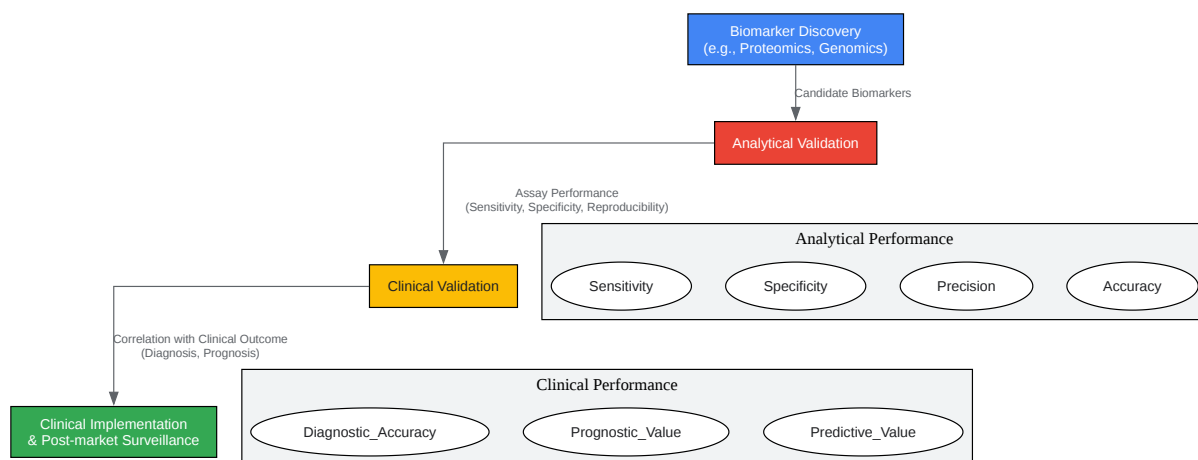 Biomarker Discovery
(e.g., Proteomics, Genomics)
Candidate Biomarkers
Analytical Validation
Assay Performance
(Sensitivity, Specificity, Reproducibility)
Analytical Performance
Sensitivity
Specificity
Precision
Accuracy
Clinical Validation
Correlation with Clinical Outcome
(Diagnosis, Prognosis)
Clinical Performance
Diagnostic_Accuracy
Prognostic_Value
Predictive_Value
Clinical Implementation
& Post-market Surveillance